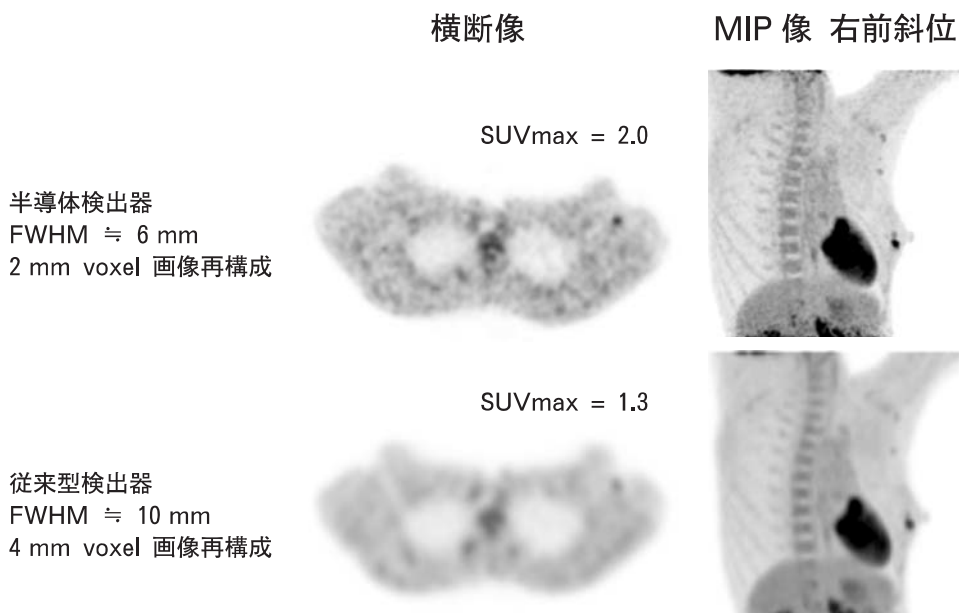 横断像
MIP 像 右前斜位
SUVmax = 2.0
半導体検出器
FWHM ≒ 6 mm
2 mm voxel 画像再構成
SUVmax = 1.3
従来型検出器
FWHM ≒ 10 mm
4 mm voxel 画像再構成